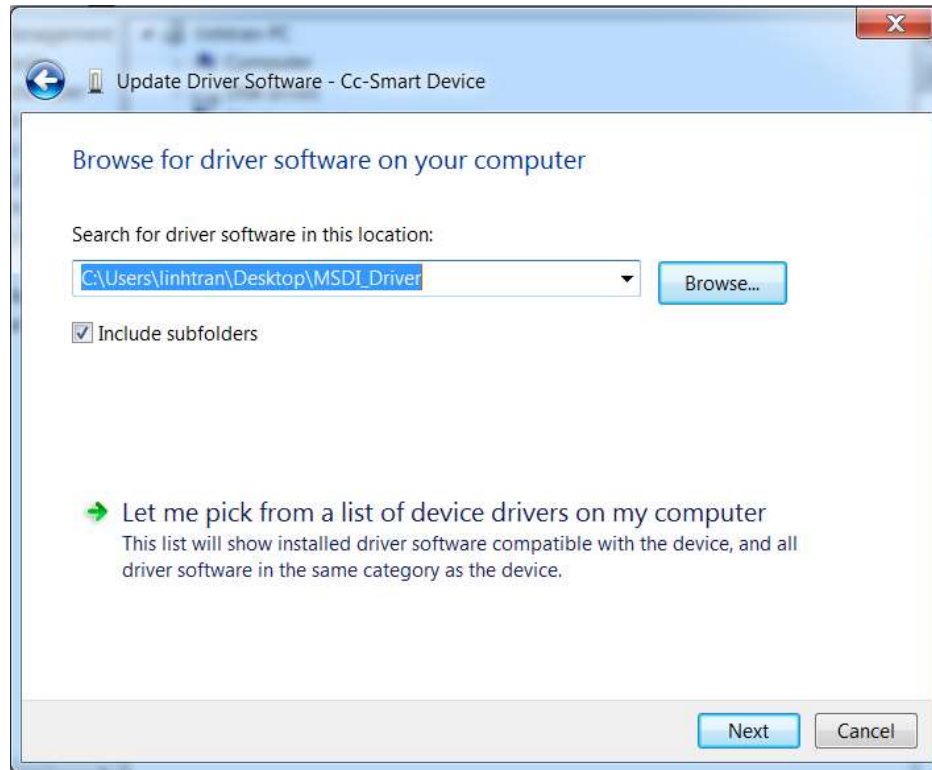 Update Driver Software - Cc-Smart Device
Browse for driver software on your computer
Search for driver software in this location:
C:\Users\linhtran\Desktop\MSDI_Driver
Browse...
Include subfolders
Let me pick from a list of device drivers on my computer
This list will show installed driver software compatible with the device, and all
driver software in the same category as the device.
Next
Cancel